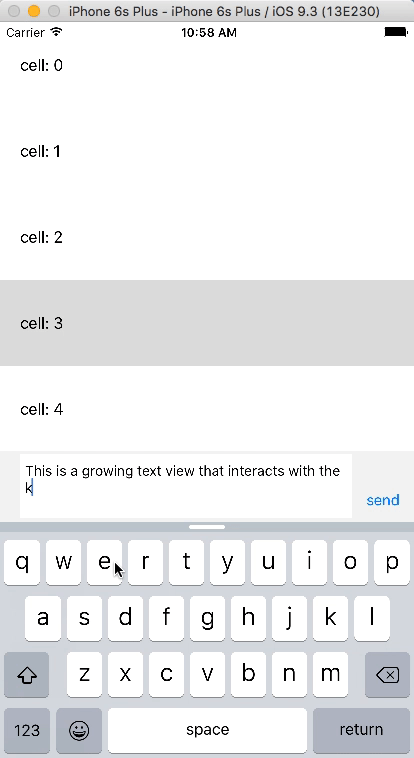 iPhone 6s Plus - iPhone 6s Plus / iOS 9.3 (13E230)
Carrier 10:58 AM
cell: 0
cell: 1
cell: 2
cell: 3
cell: 4
This is a growing text view that interacts with the
k
send
q w e r t y u i o p
a s d f g h j k l
z x c v b n m
123 space return